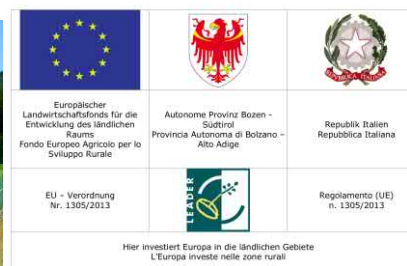 REPVBBLICA ITALIANA
Europäischer
Landwirtschaftsfonds für die
Entwicklung des ländlichen
Raums
Fondo Europeo Agricolo per lo
Sviluppo Rurale
Autonome Provinz Bozen -
Südtirol
Provincia Autonoma di Bolzano –
Alto Adige
Republik Italien
Repubblica Italiana
EU – Verordnung
Nr. 1305/2013
LEADER
Regolamento (UE)
n. 1305/2013
Hier investiert Europa in die ländlichen Gebiete
L'Europa investe nelle zone rurali